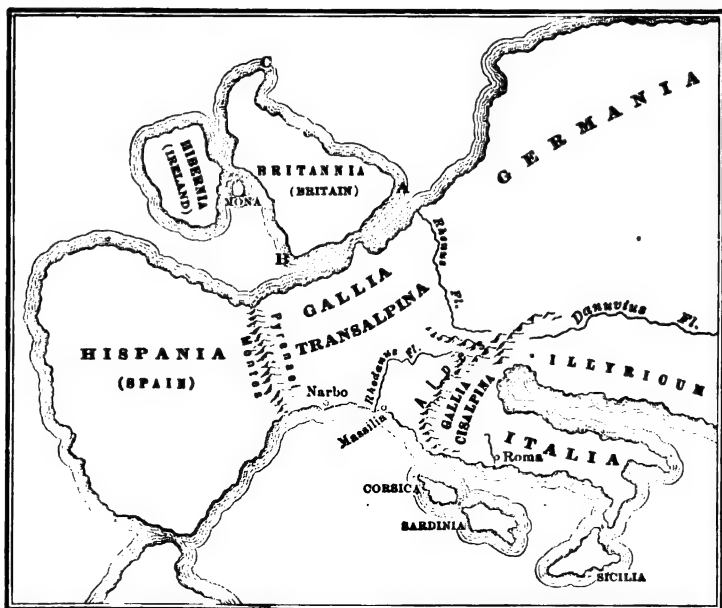 C
GERMANIA
HIBERNIA
(IRELAND)
BRITANNIA
(BRITAIN)
A
MONA
B
Rhenus Fl.
GALLIA
TRANSALPINA
Danuvius Fl.
Montes Pyrenaei
HISPANIA
(SPAIN)
ILLYRICUM
Rhodanus Fl.
ALPES
GALLIA
CISALPINA
Narbo
Massilia
ITALIA
Roma
CORSICA
SARDINIA
SICILIA